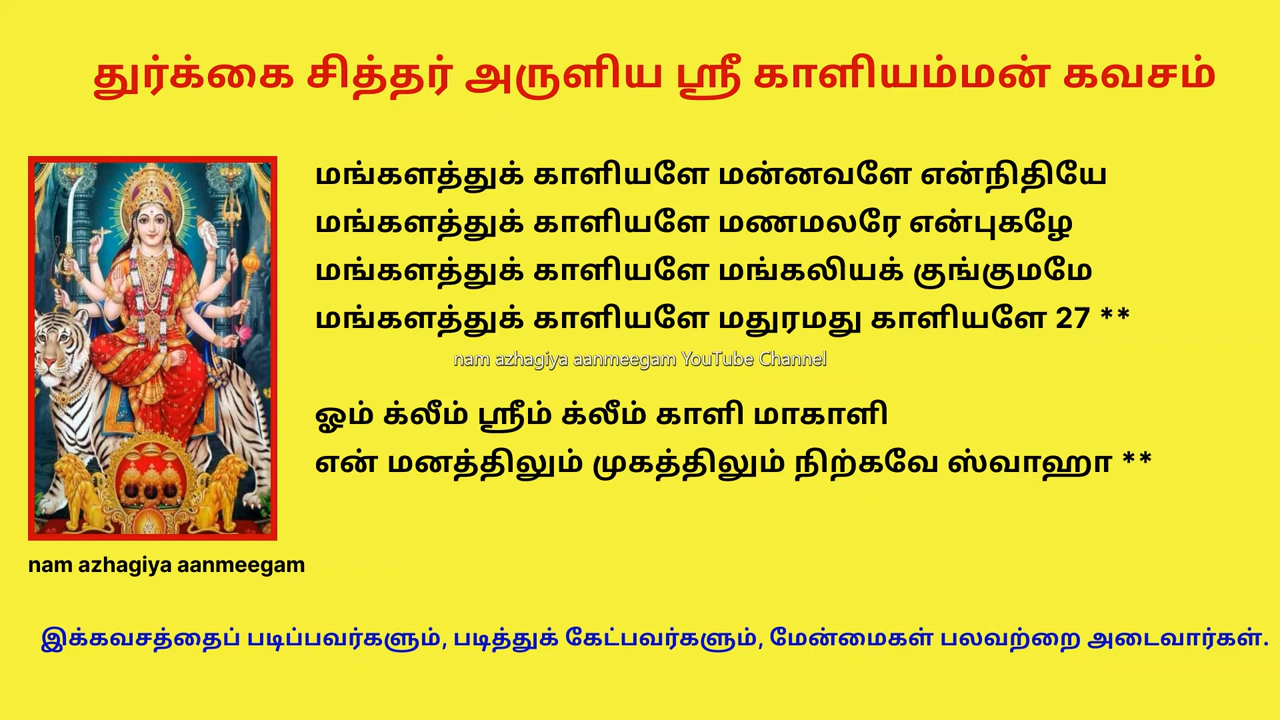 துர்க்கை சித்தர் அருளிய ஸ்ரீ காளியம்மன் கவசம்
மங்களத்துக் காளியளே மன்னவளே என்நிதியே
மங்களத்துக் காளியளே மணமலரே என்புகழே
மங்களத்துக் காளியளே மங்கலியக் குங்குமமே
மங்களத்துக் காளியளே மதுரமது காளியளே 27 **
nam azhagiya aanmeegam YouTube Channel
ஓம் க்லீம் ஸ்ரீம் க்லீம் காளி மாகாளி
என் மனத்திலும் முகத்திலும் நிற்கவே ஸ்வாஹா **
nam azhagiya aanmeegam
இக்கவசத்தைப் படிப்பவர்களும், படித்துக் கேட்பவர்களும், மேன்மைகள் பலவற்றை அடைவார்கள்.